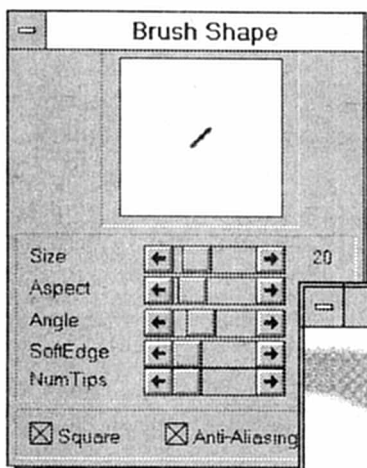 Brush Shape
Size 20
Aspect
Angle
SoftEdge
NumTips
Square Anti-Aliasing